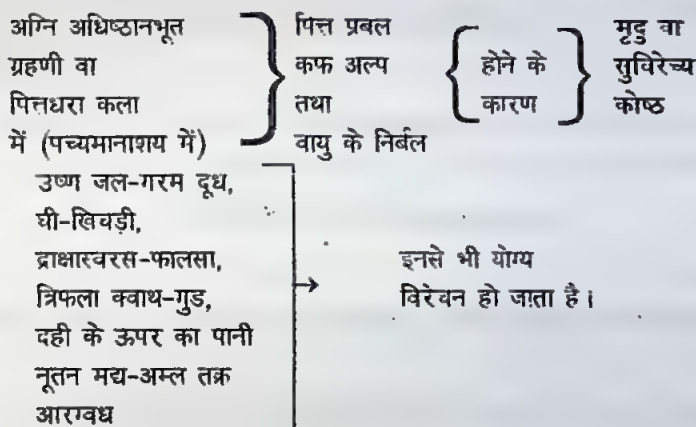 अग्नि अधिष्ठानभूत
ग्रहणी वा
पित्तधरा कला
में (पच्यमानाशय में)
पित्त प्रबल
कफ अल्प
तथा
वायु के निर्बल
होने के
कारण
मृदु वा
सुविरेच्य
कोष्ठ
उष्ण जल-गरम दूध,
घी-खिचड़ी,
द्राक्षास्वरस-फालसा,
त्रिफला क्वाथ-गुड,
दही के ऊपर का पानी
नूतन मद्य-अम्ल तक्र
आरग्वध
इनसे भी योग्य
विरेचन हो जाता है।